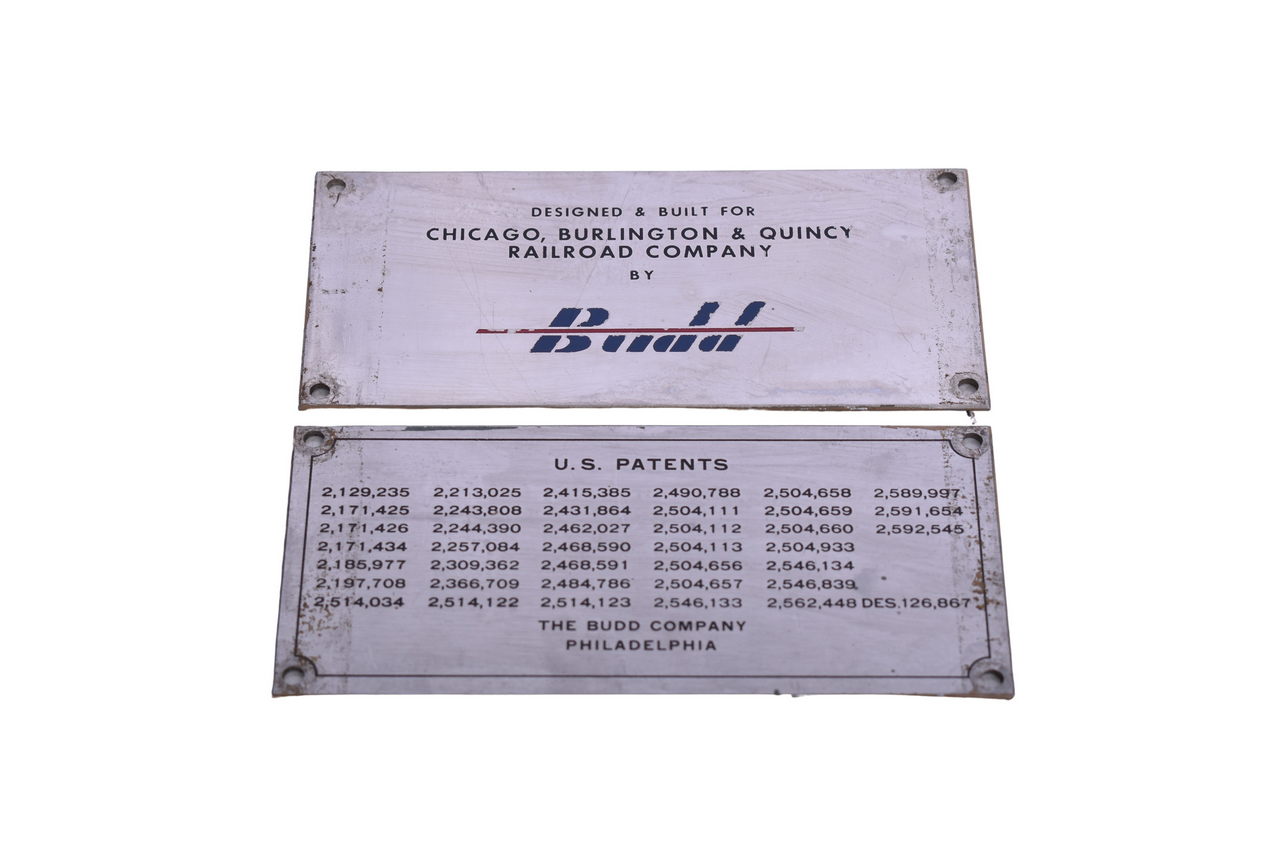 DESIGNED & BUILT FOR
CHICAGO, BURLINGTON & QUINCY
RAILROAD COMPANY
BY
Budd
U.S. PATENTS
2,129,235 2,213,025 2,415,385 2,490,788 2,504,658 2,589,997
2,171,425 2,243,808 2,431,864 2,504,111 2,504,659 2,591,654
2,171,426 2,244,390 2,462,027 2,504,112 2,504,660 2,592,545
2,171,434 2,257,084 2,468,590 2,504,113 2,504,933
2,185,977 2,309,362 2,468,591 2,504,656 2,546,134
2,197,708 2,366,709 2,484,786 2,504,657 2,546,839
2,514,034 2,514,122 2,514,123 2,546,133 2,562,448 DES. 126,867
THE BUDD COMPANY
PHILADELPHIA